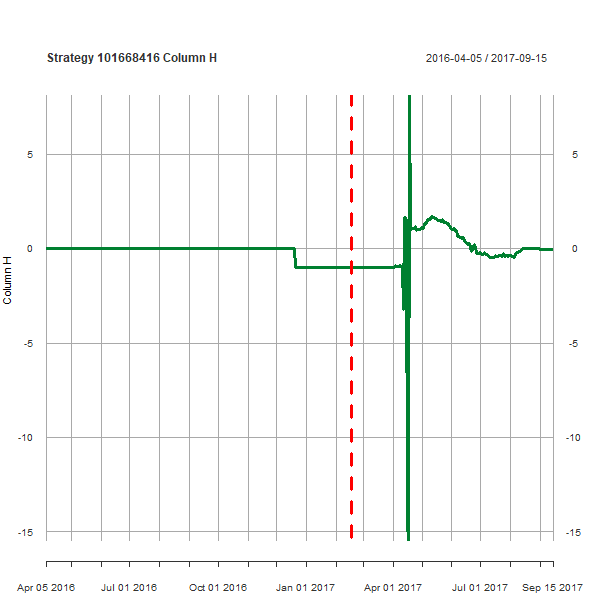 Strategy 101668416 Column H
2016-04-05 / 2017-09-15
5
5
0
0
-5
-5
-10
-10
-15
-15
Column H
Apr 05 2016
Jul 01 2016
Oct 01 2016
Jan 01 2017
Apr 01 2017
Jul 01 2017
Sep 15 2017